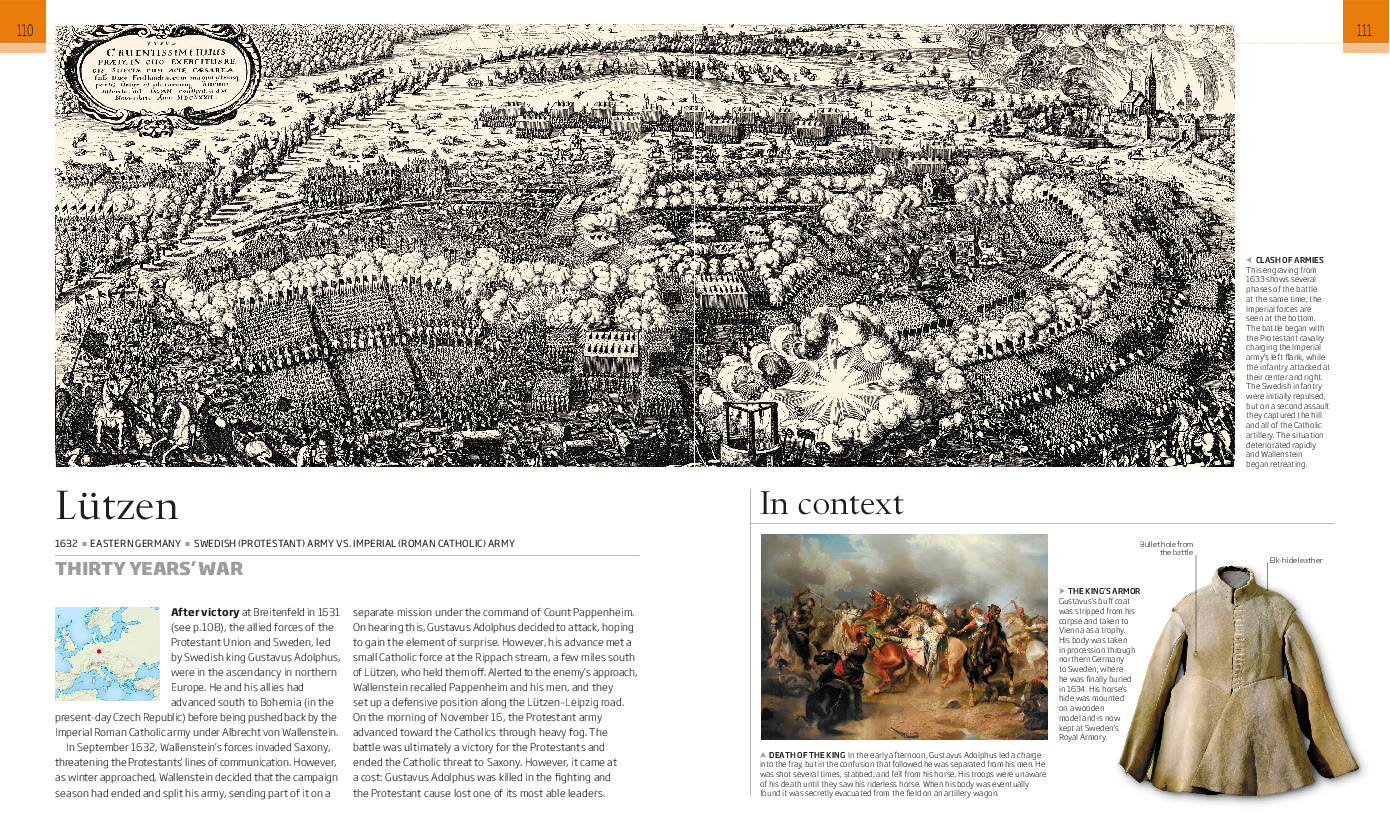 110
111
TYPUS
CRUENTISSIMI ILLIUS
PRÆLY, IN QUO EXERCITUS RE,
CLASH OF ARMIES
This engraving from
1633 shows several
phases of the battle
at the same time; the
Imperial forces are
seen at the bottom.
The battle began with
the Protestant cavalry
charging the Imperial
army's left flank, while
the infantry attacked at
their center and right.
The Swedish infantry
were initially repulsed,
but on a second assault
they captured the hill
and all of the Catholic
artillery. The situation
deteriorated rapidly
and Wallenstein
began retreating.
Lützen
1632 ■ EASTERN GERMANY ■ SWEDISH (PROTESTANT) ARMY VS. IMPERIAL (ROMAN CATHOLIC) ARMY
THIRTY YEARS' WAR
After victory at Breitenfeld in 1631
(see p.108), the allied forces of the
Protestant Union and Sweden, led
by Swedish king Gustavus Adolphus,
were in the ascendancy in northern
Europe. He and his allies had
advanced south to Bohemia (in the
present-day Czech Republic) before being pushed back by the
Imperial Roman Catholic army under Albrecht von Wallenstein.
In September 1632, Wallenstein's forces invaded Saxony,
threatening the Protestants' lines of communication. However,
as winter approached, Wallenstein decided that the campaign
season had ended and split his army, sending part of it on a
separate mission under the command of Count Pappenheim.
On hearing this, Gustavus Adolphus decided to attack, hoping
to gain the element of surprise. However, his advance met a
small Catholic force at the Rippach stream, a few miles south
of Lützen, who held them off. Alerted to the enemy's approach,
Wallenstein recalled Pappenheim and his men, and they
set up a defensive position along the Lützen–Leipzig road.
On the morning of November 16, the Protestant army
advanced toward the Catholics through heavy fog. The
battle was ultimately a victory for the Protestants and
ended the Catholic threat to Saxony. However, it came at
a cost: Gustavus Adolphus was killed in the fighting and
the Protestant cause lost one of its most able leaders.
In context
DEATH OF THE KING In the early afternoon, Gustavus Adolphus led a charge
into the fray, but in the confusion that followed he was separated from his men. He
was shot several times, stabbed, and fell from his horse. His troops were unaware
of his death until they saw his riderless horse. When his body was eventually
found it was secretly evacuated from the field on an artillery wagon.
THE KING'S ARMOR
Gustavus's buff coat
was stripped from his
corpse and taken to
Vienna as a trophy.
His body was taken
in procession through
northern Germany
to Sweden, where
he was finally buried
in 1634. His horse's
hide was mounted
on a wooden
model and is now
kept at Sweden's
Royal Armory.
Bullet hole from
the battle
Elk-hide leather